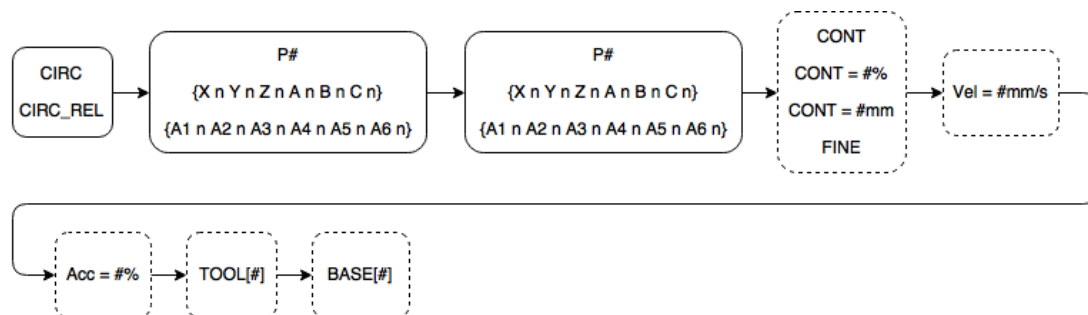 CIRC
CIRC_REL
P#
{X n Y n Z n A n B n C n}
{A1 n A2 n A3 n A4 n A5 n A6 n}
P#
{X n Y n Z n A n B n C n}
{A1 n A2 n A3 n A4 n A5 n A6 n}
CONT
CONT = #%
CONT = #mm
FINE
Vel = #mm/s
Acc = #%
TOOL[#]
BASE[#]